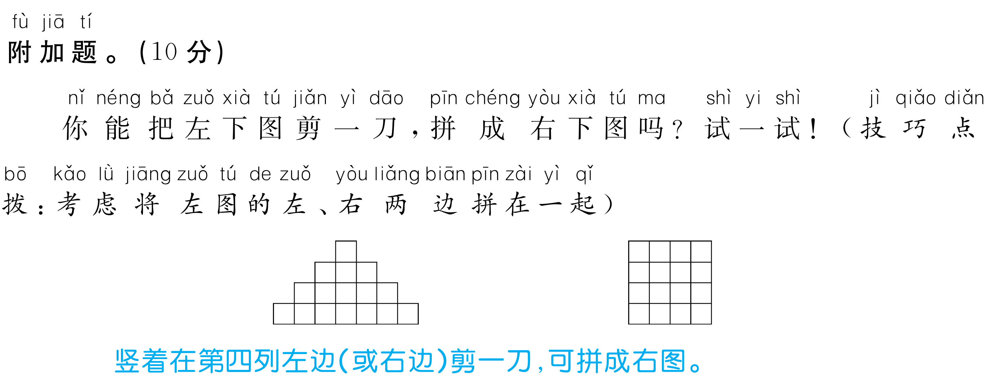 fù jiā tí
附加题。(10分)
nǐ néng bǎ zuǒ xià tú jiǎn yì dāo pīn chéng yòu xià tú ma shì yi shì jì qiǎo diǎn
你能把左下图剪一刀,拼成右下图吗?试一试!(技巧点
bō kǎo lǜ jiāng zuǒ tú de zuǒ yòu liǎng biān pīn zài yì qǐ
拨:考虑将左图的左、右两边拼在一起)
竖着在第四列左边(或右边)剪一刀,可拼成右图。